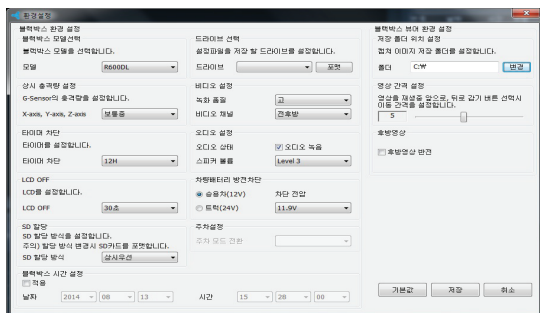 환경설정
블랙박스 환경 설정
블랙박스 모델선택
블랙박스 모델을 선택합니다.
모델
R600DL
상시 충격량 설정
G-Sensor의 충격량을 설정합니다.
X-axis, Y-axis, Z-axis
보통중
타이머 차단
타이머를 설정합니다.
타이머 차단
12H
LCD OFF
LCD를 설정합니다.
LCD OFF
30초
SD 할당
SD 할당 방식을 설정합니다.
주의) 할당 방식 변경시 SD카드를 포맷합니다.
SD 할당 방식
상시우선
블랙박스 시간 설정
적용
날짜
2014
08
13
시간
15
28
00
드라이브 선택
설정파일을 저장 할 드라이브를 설정합니다.
드라이브
포맷
비디오 설정
녹화 품질
고
비디오 채널
전후방
오디오 설정
오디오 상태
오디오 녹음
스피커 볼륨
Level 3
차량배터리 방전차단
승용차(12V)
차단 전압
트럭(24V)
11.9V
주차설정
주차 모드 전환
블랙박스 뷰어 환경 설정
저장 폴더 위치 설정
캡쳐 이미지 저장 폴더를 설정합니다.
폴더
C:₩
변경
영상 간격 설정
영상을 재생중 앞으로, 뒤로 감기 버튼 선택시
이동 간격을 설정합니다.
5
후방영상
후방영상 반전
기본값
저장
취소